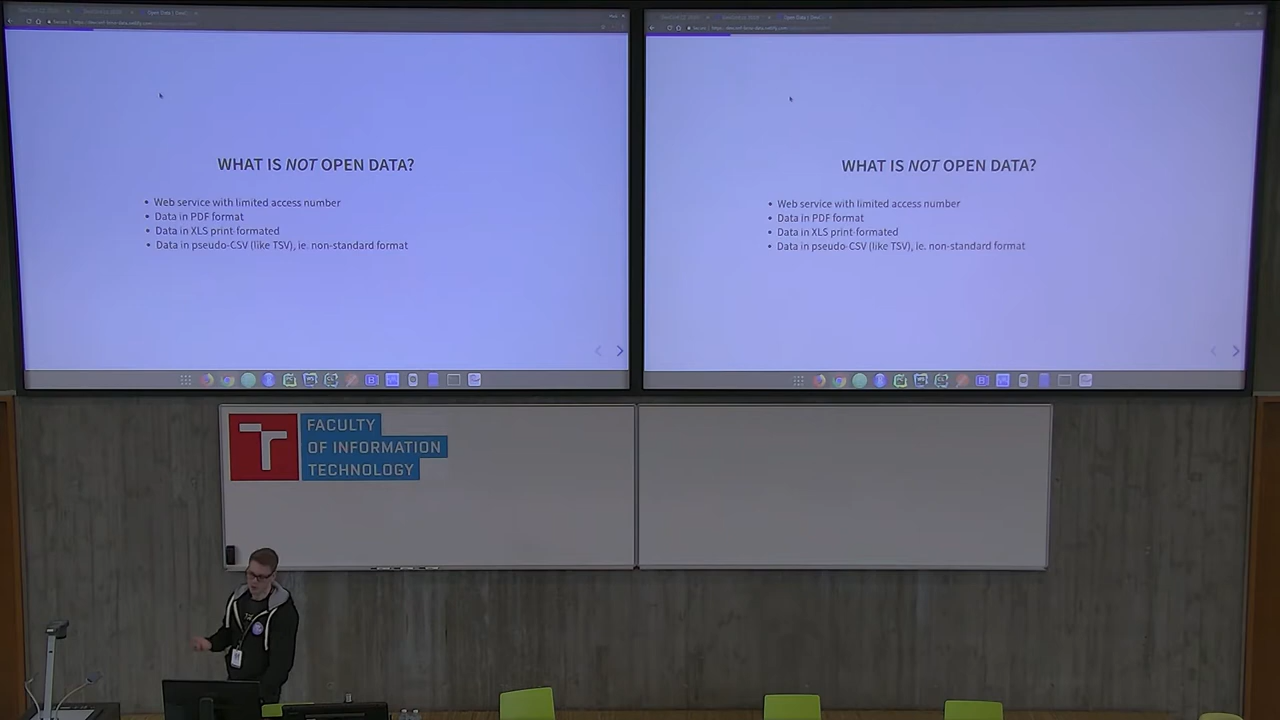 WHAT IS NOT OPEN DATA?
• Web service with limited access number
• Data in PDF format
• Data in XLS print-formated
• Data in pseudo-CSV (like TSV), ie. non-standard format
WHAT IS NOT OPEN DATA?
• Web service with limited access number
• Data in PDF format
• Data in XLS print-formated
• Data in pseudo-CSV (like TSV), ie. non-standard format
FACULTY
OF INFORMATION
TECHNOLOGY